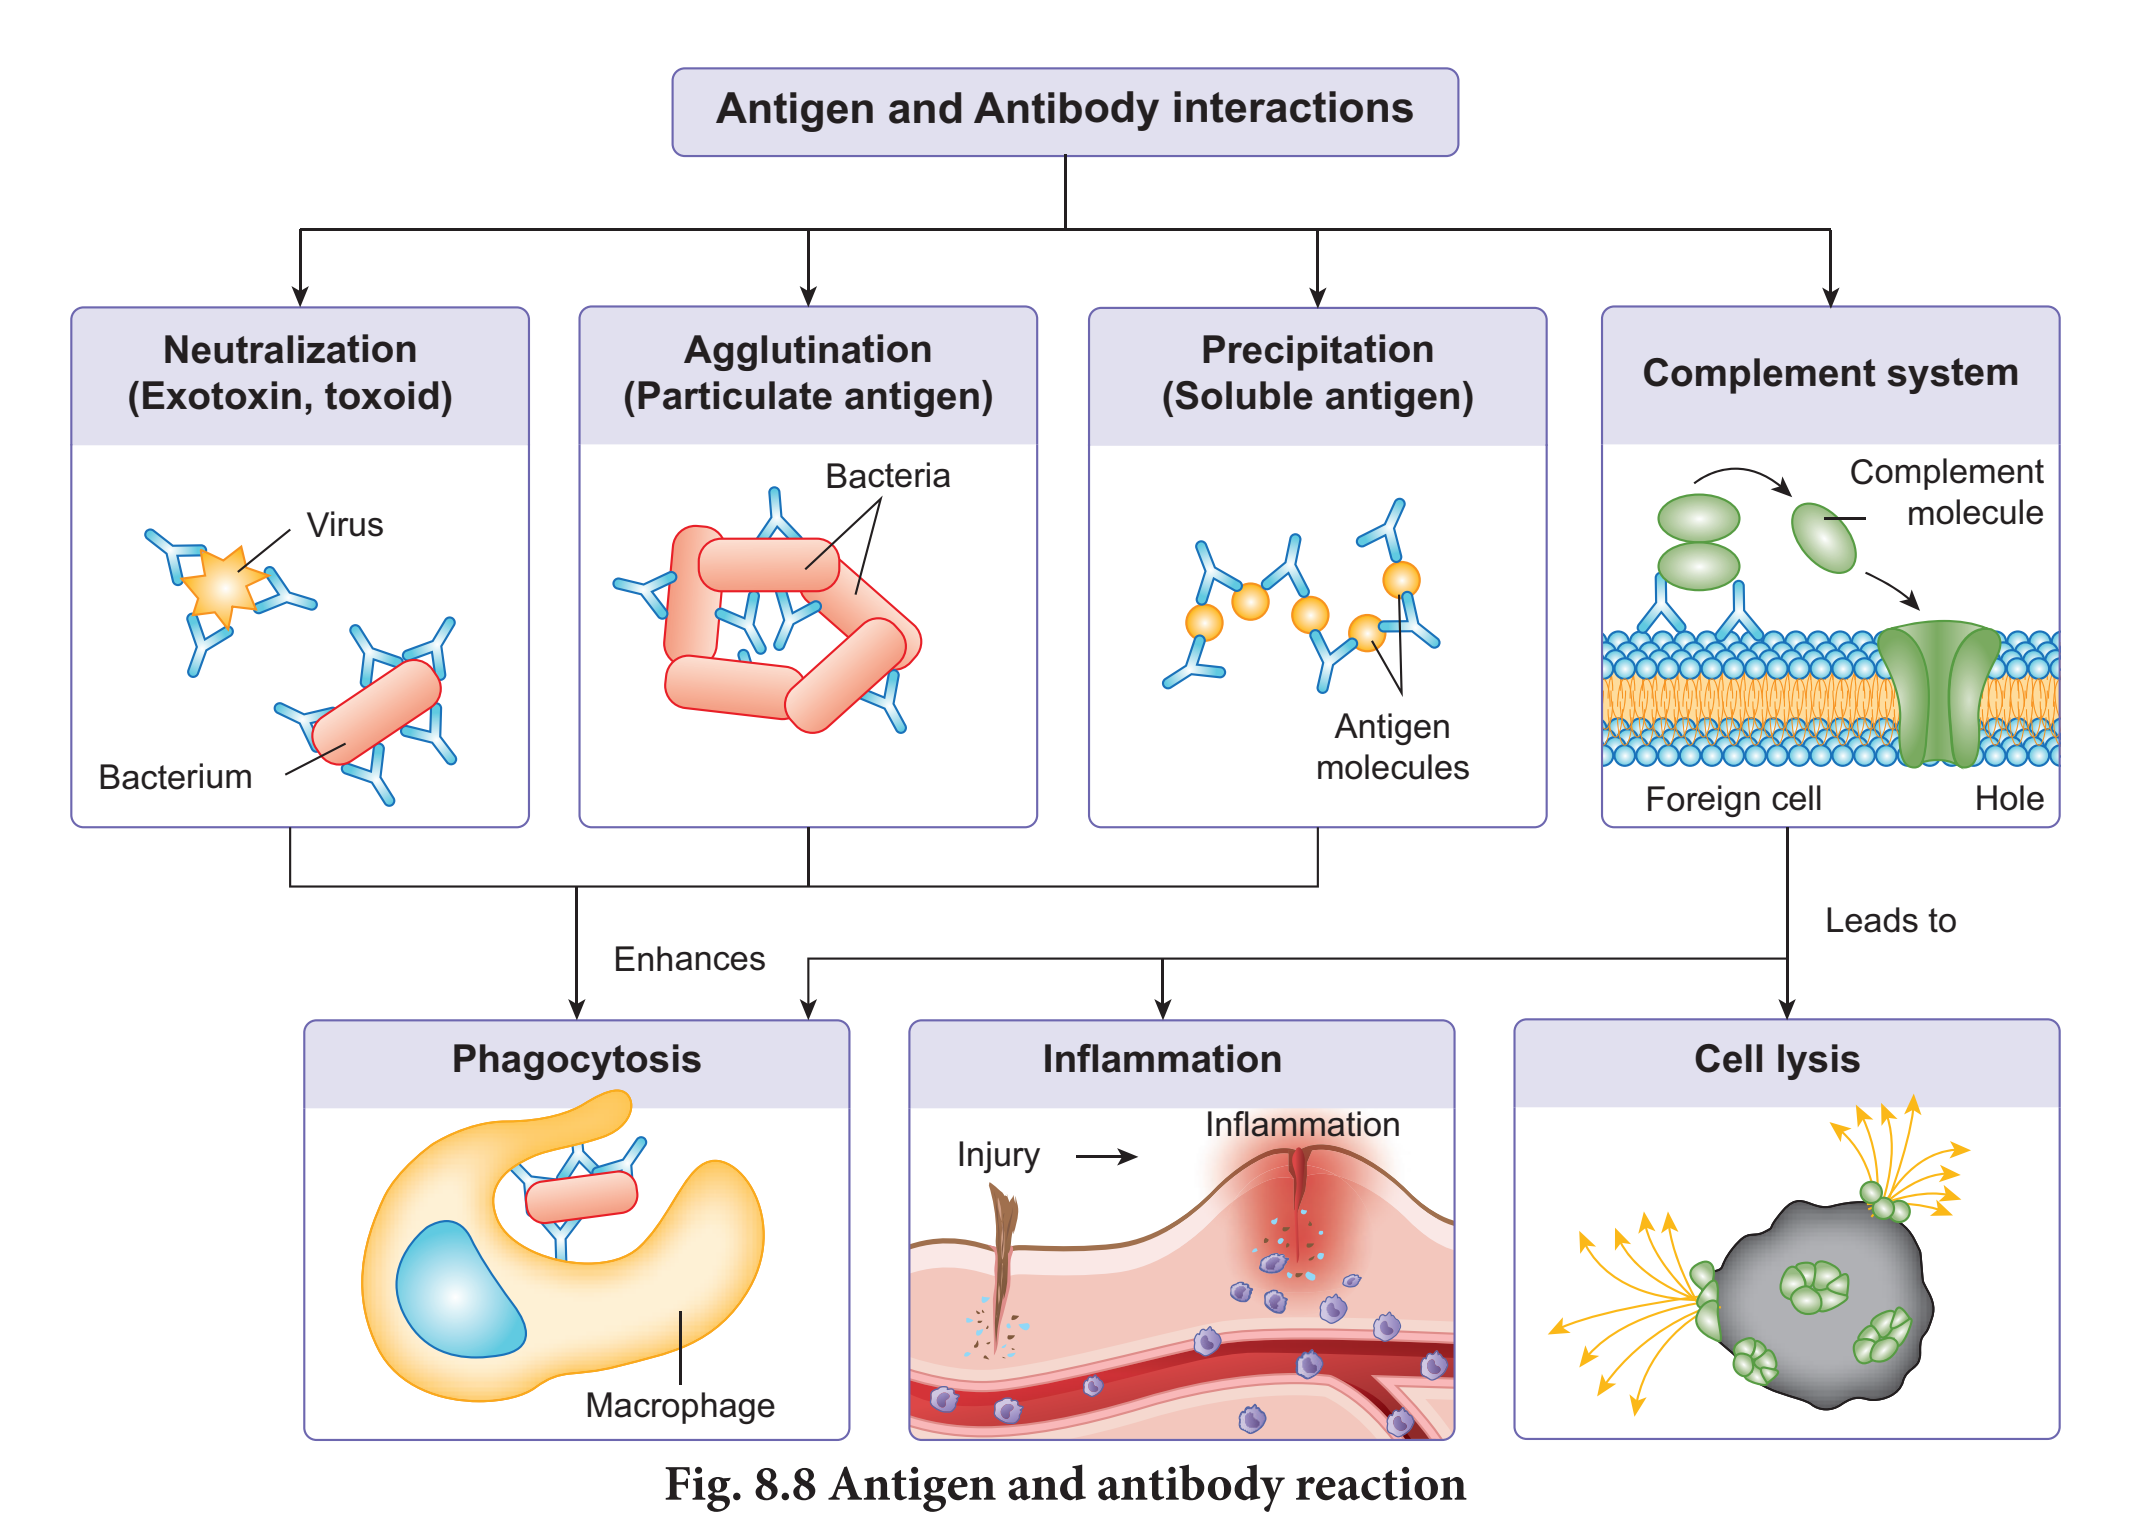 Antigen and Antibody interactions
Neutralization
(Exotoxin, toxoid)
Virus
Bacterium
Agglutination
(Particulate antigen)
Bacteria
Precipitation
(Soluble antigen)
Antigen
molecules
Complement system
Complement
molecule
Foreign cell
Hole
Enhances
Leads to
Phagocytosis
Macrophage
Inflammation
Injury
Inflammation
Cell lysis
Fig. 8.8 Antigen and antibody reaction